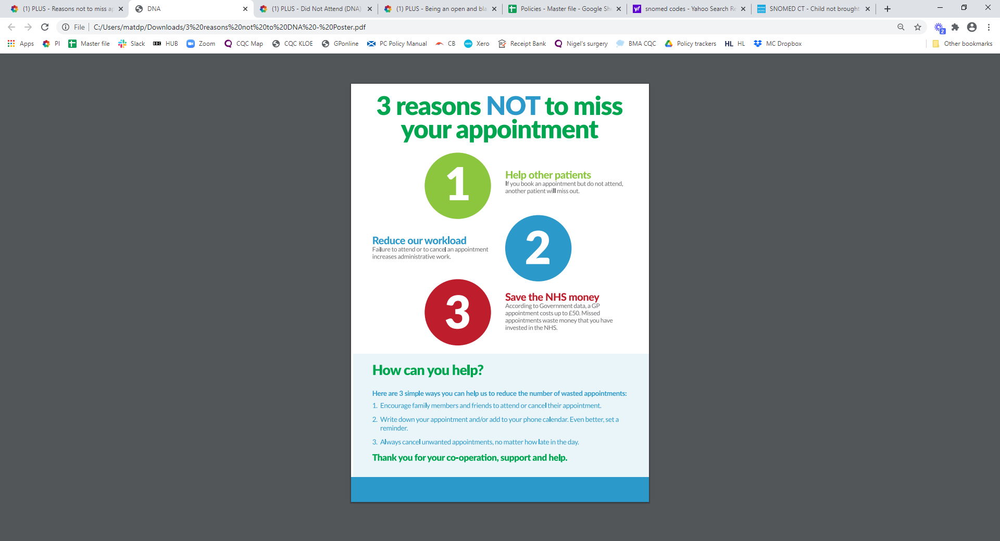 (1) PLUS - Reasons not to miss ap
DNA
(1) PLUS - Did Not Attend (DNA)
(1) PLUS - Being an open and bla
Policies - Master file - Google She
snomed codes - Yahoo Search Re
SNOMED CT - Child not brought
File
C:/Users/matdp/Downloads/3%20reasons%20not%20to%20DNA%20-%20Poster.pdf
2
Apps
PI
Master file
Slack
BBC HUB
Zoom
CQC Map
CQC KLOE
GPonline
PC Policy Manual
CB
xero Xero
Receipt Bank
Nigel's surgery
BMA CQC
Policy trackers
HL HL
MC Dropbox
Other bookmarks
3 reasons NOT to miss
your appointment
1
Help other patients
If you book an appointment but do not attend,
another patient will miss out.
2
Reduce our workload
Failure to attend or to cancel an appointment
increases administrative work.
3
Save the NHS money
According to Government data, a GP
appointment costs up to £50. Missed
appointments waste money that you have
invested in the NHS.
How can you help?
Here are 3 simple ways you can help us to reduce the number of wasted appointments:
1. Encourage family members and friends to attend or cancel their appointment.
2. Write down your appointment and/or add to your phone calendar. Even better, set a
reminder.
3. Always cancel unwanted appointments, no matter how late in the day.
Thank you for your co-operation, support and help.